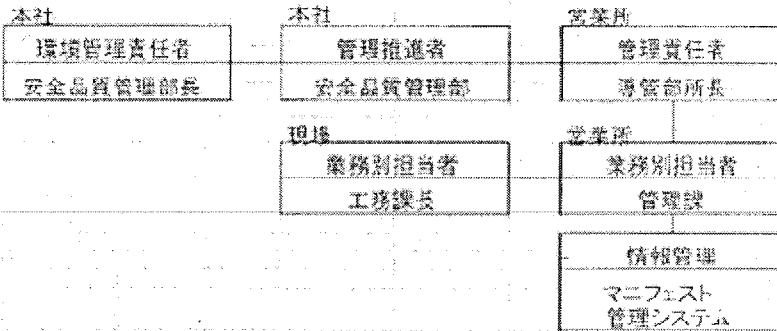 本社
環境管理責任者
安全品質管理部長
本社
管理推進者
安全品質管理部
営業所
管理責任者
導管部所長
現場
業務別担当者
工務課長
営業所
業務別担当者
管理課
情報管理
マニフェスト
管理システム